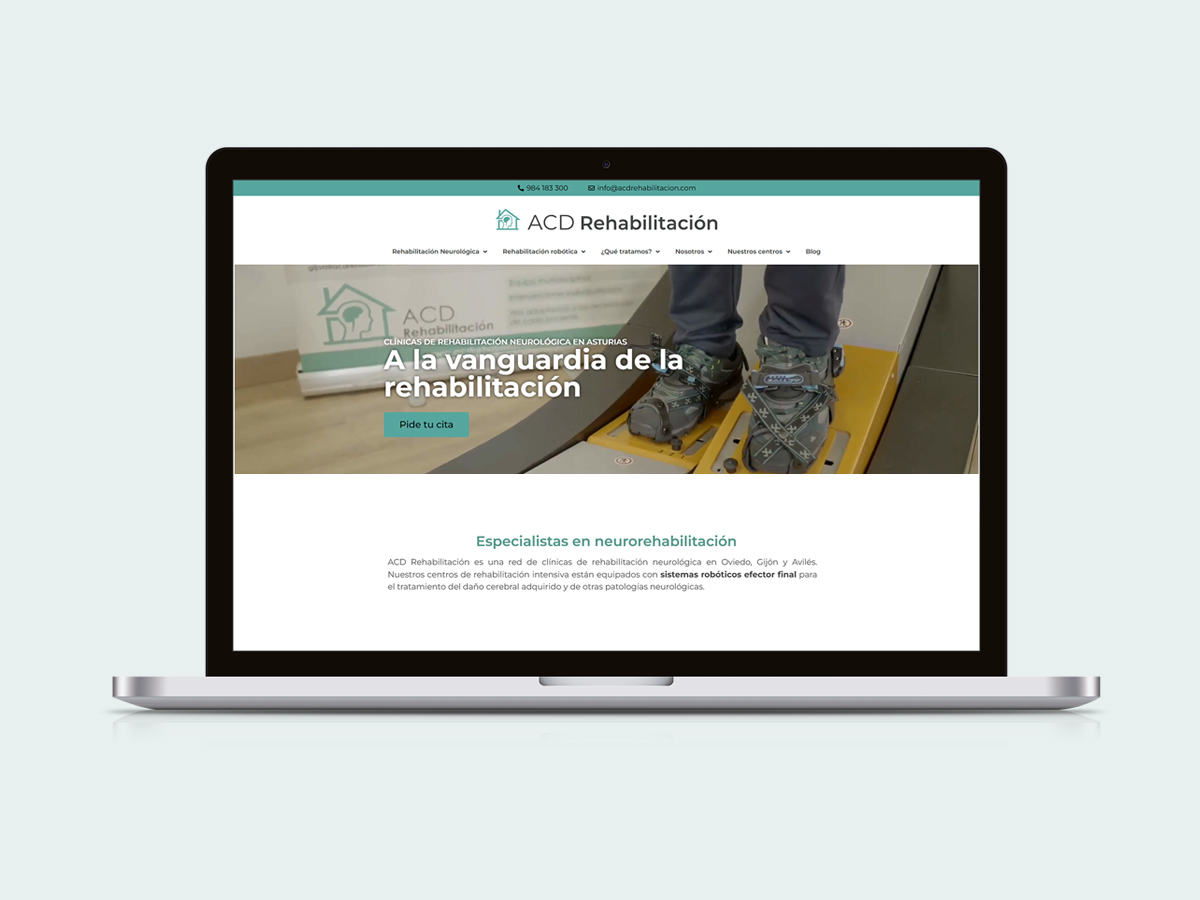 984 183 300 info@acdrehabilitacion.com
ACD Rehabilitación
Rehabilitación Neurológica Rehabilitación robótica ¿Qué tratamos? Nosotros Nuestros centros Blog
ACD
Rehabilitación
CLÍNICAS DE REHABILITACIÓN NEUROLÓGICA EN ASTURIAS
A la vanguardia de la
rehabilitación
Pide tu cita
Especialistas en neurorehabilitación
ACD Rehabilitación es una red de clínicas de rehabilitación neurológica en Oviedo, Gijón y Avilés.
Nuestros centros de rehabilitación intensiva están equipados con sistemas robóticos efector final para
el tratamiento del daño cerebral adquirido y de otras patologías neurológicas.